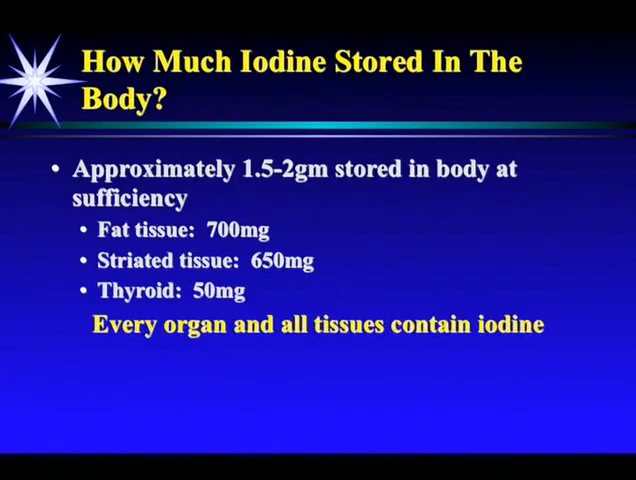 How Much Iodine Stored In The
Body?
• Approximately 1.5-2gm stored in body at
sufficiency
• Fat tissue: 700mg
• Striated tissue: 650mg
• Thyroid: 50mg
Every organ and all tissues contain iodine